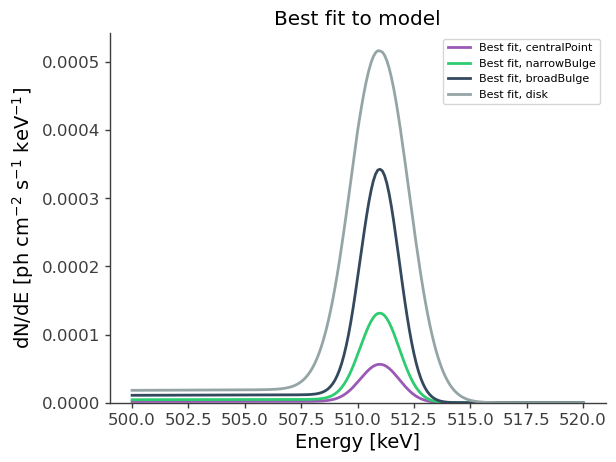 Best fit to model
Best fit, centralPoint
Best fit, narrowBulge
Best fit, broadBulge
Best fit, disk
dN/dE [ph cm⁻² s⁻¹ keV⁻¹]
0.0005
0.0004
0.0003
0.0002
0.0001
0.0000
500.0 502.5 505.0 507.5 510.0 512.5 515.0 517.5 520.0
Energy [keV]